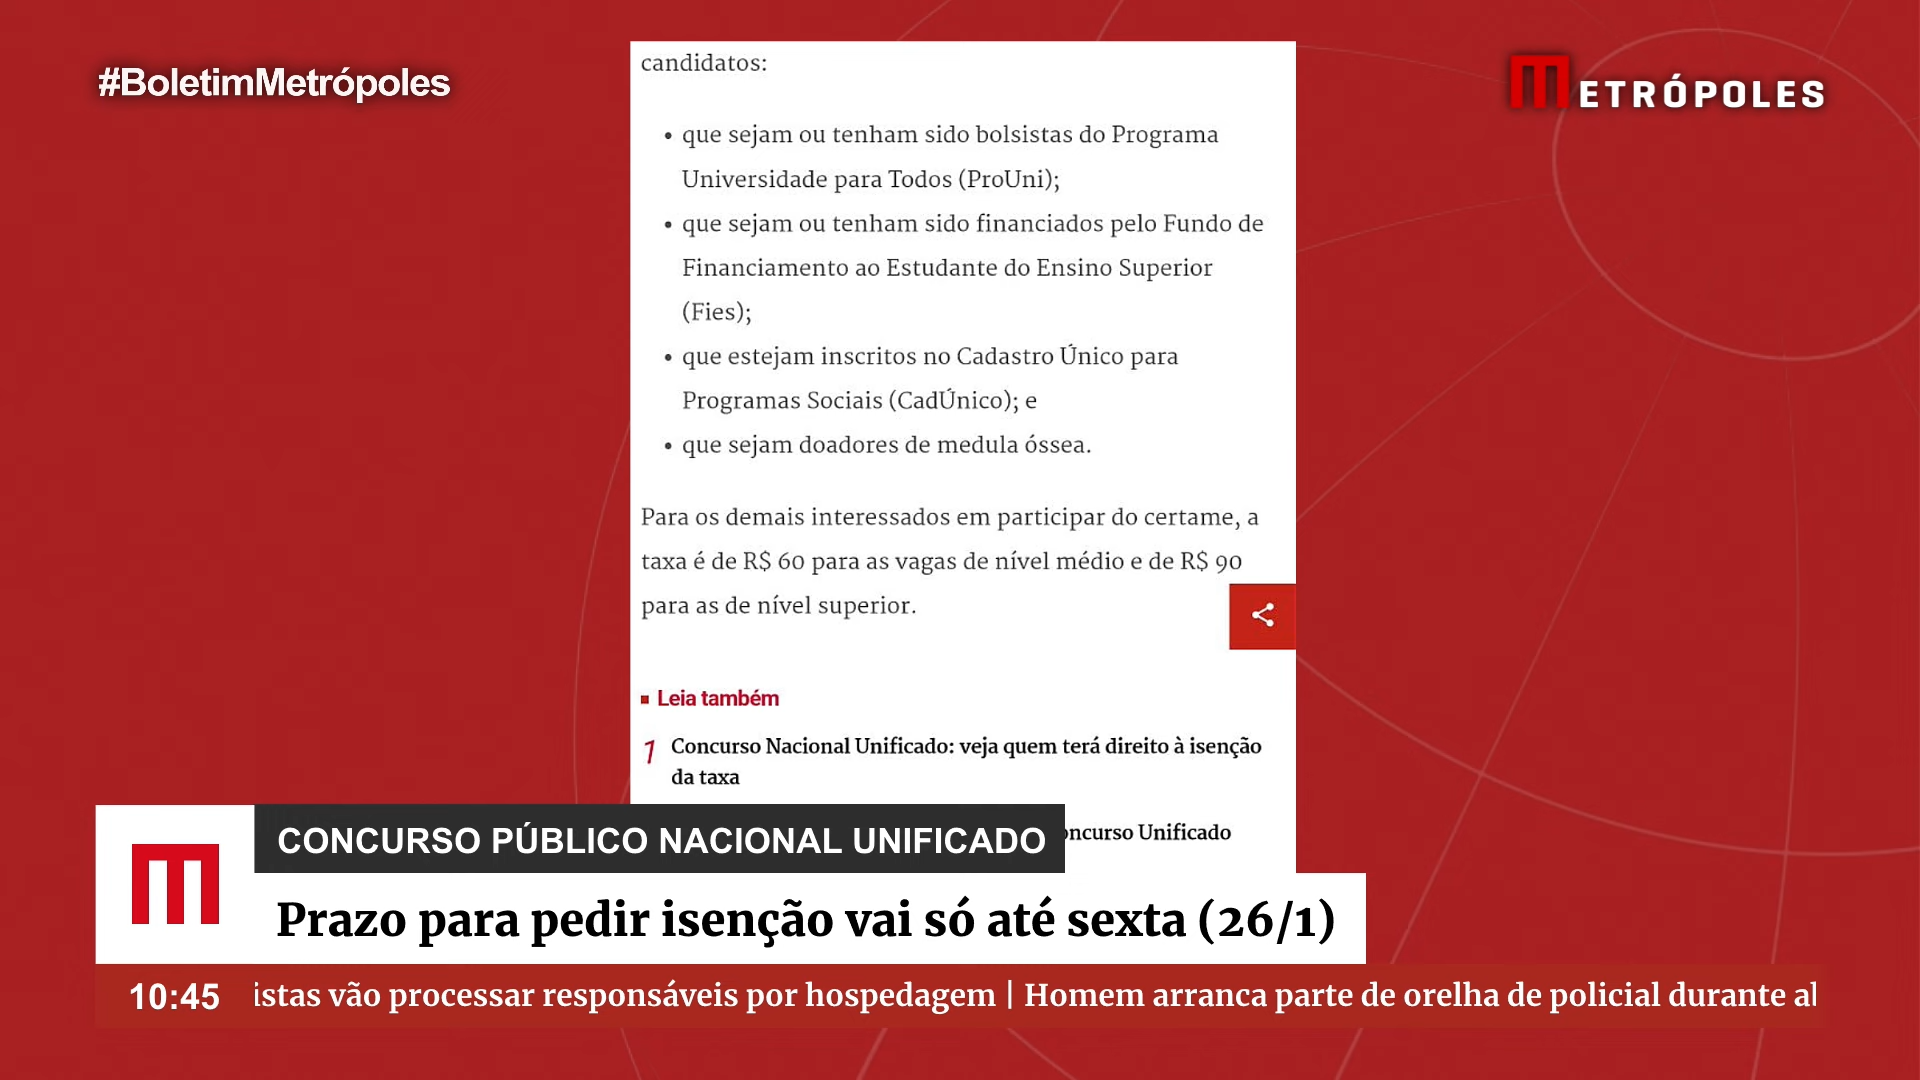 #BoletimMetrópoles
METRÓPOLES
candidatos:
• que sejam ou tenham sido bolsistas do Programa
Universidade para Todos (ProUni);
• que sejam ou tenham sido financiados pelo Fundo de
Financiamento ao Estudante do Ensino Superior
(Fies);
• que estejam inscritos no Cadastro Único para
Programas Sociais (CadÚnico); e
• que sejam doadores de medula óssea.
Para os demais interessados em participar do certame, a
taxa é de R$ 60 para as vagas de nível médio e de R$ 90
para as de nível superior.
Leia também
1 Concurso Nacional Unificado: veja quem terá direito à isenção
da taxa
oncurso Unificado
M
CONCURSO PÚBLICO NACIONAL UNIFICADO
Prazo para pedir isenção vai só até sexta (26/1)
10:45 istas vão processar responsáveis por hospedagem | Homem arranca parte de orelha de policial durante